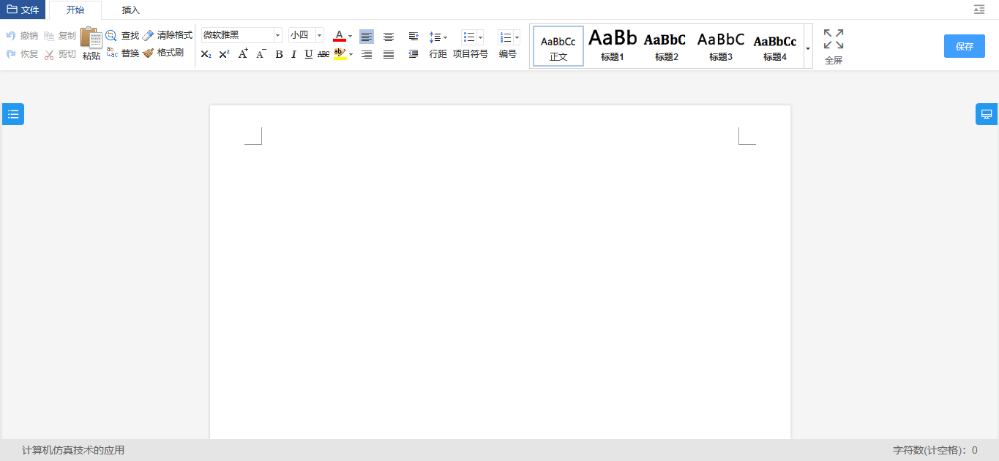 文件 开始 插入
撤销 复制 粘贴 查找 清除格式 微软雅黑 小四 A
恢复 剪切 替换 格式刷 X₂ X² A⁺ A⁻ B I U ABC ab
行距 项目符号 编号
AaBbCc AaBb AaBbC AaBbC AaBbCc
正文 标题1 标题2 标题3 标题4
全屏
保存
计算机仿真技术的应用 字符数(计空格)：0